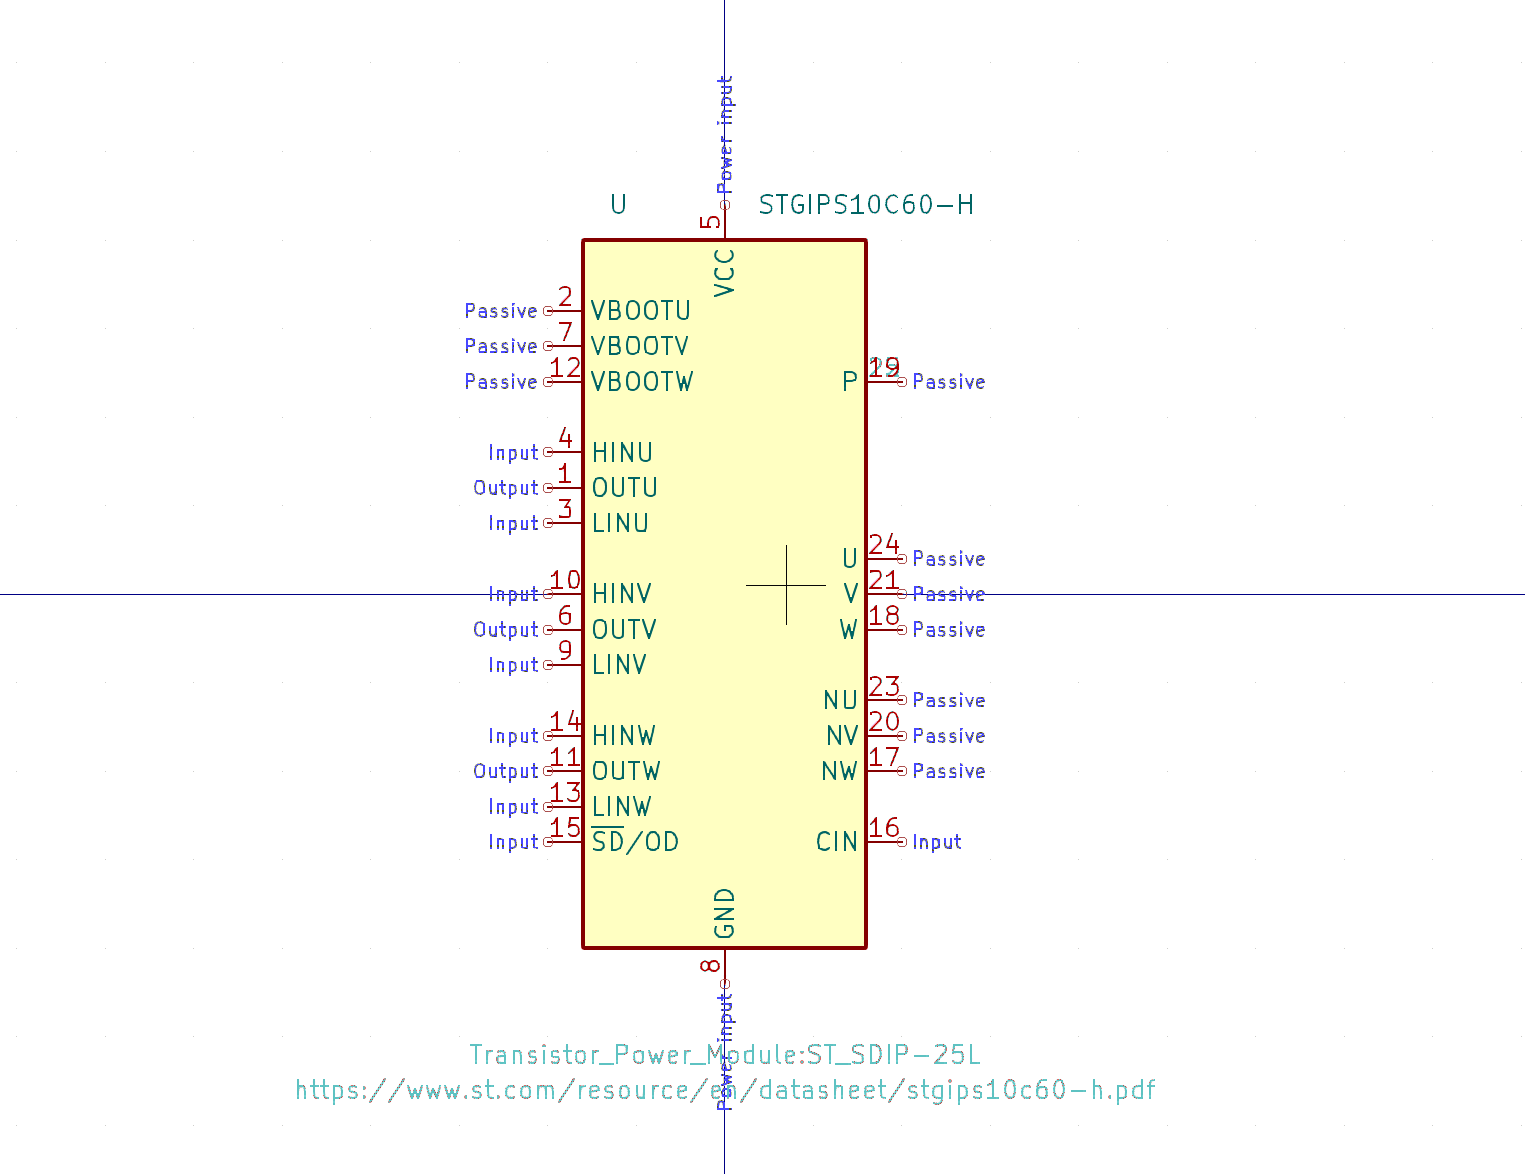 Power input
U STGIPS10C60-H
5
VCC
Passive 2 VBOOTU
Passive 7 VBOOTV
Passive 12 VBOOTW
P 19 Passive
Input 4 HINU
Output 1 OUTU
Input 3 LINU
U 24 Passive
Input 10 HINV
V 21 Passive
Output 6 OUTV
W 18 Passive
Input 9 LINV
NU 23 Passive
Input 14 HINW
NV 20 Passive
Output 11 OUTW
NW 17 Passive
Input 13 LINW
Input 15 SD/OD
CIN 16 Input
GND
8
Power input
Transistor_Power_Module:ST_SDIP-25L
https://www.st.com/resource/en/datasheet/stgips10c60-h.pdf